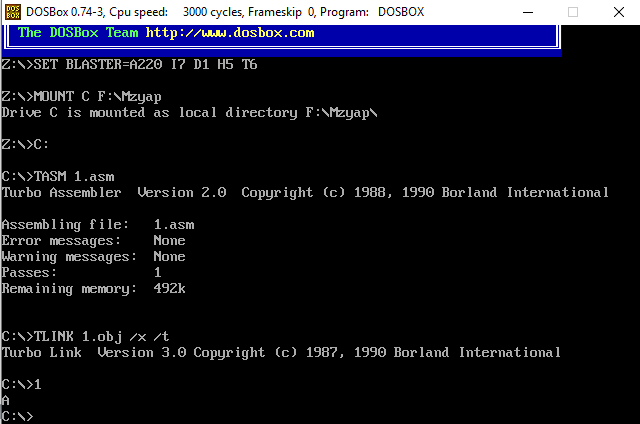 DOSBox 0.74-3, Cpu speed:    3000 cycles, Frameskip  0, Program:   DOSBOX
The DOSBox Team http://www.dosbox.com
Z:\>SET BLASTER=A220 I7 D1 H5 T6
Z:\>MOUNT C F:\Mzyap
Drive C is mounted as local directory F:\Mzyap\
Z:\>C:
C:\>TASM 1.asm
Turbo Assembler  Version 2.0  Copyright (c) 1988, 1990 Borland International
Assembling file:   1.asm
Error messages:    None
Warning messages:  None
Passes:            1
Remaining memory:  492k
C:\>TLINK 1.obj /x /t
Turbo Link  Version 3.0 Copyright (c) 1987, 1990 Borland International
C:\>1
A
C:\>